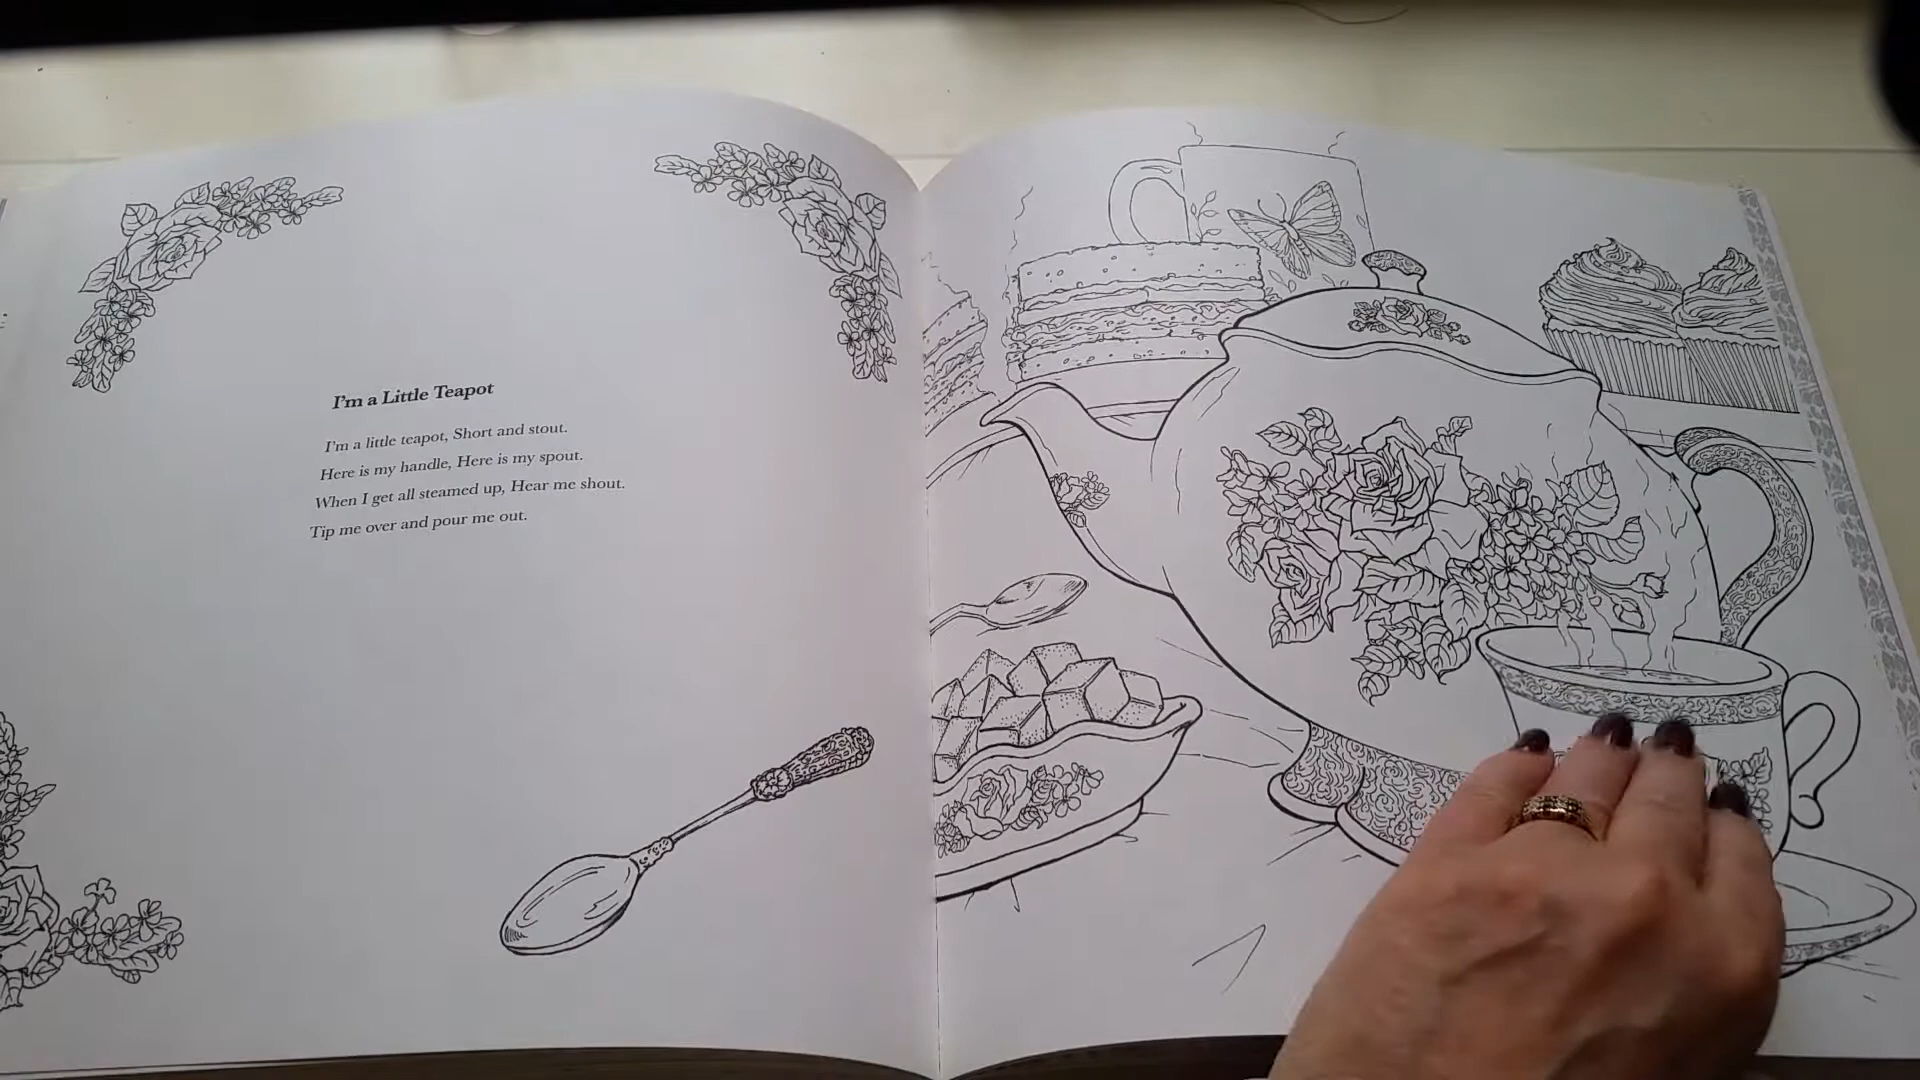 I'm a Little Teapot
I'm a little teapot, Short and stout.
Here is my handle, Here is my spout.
When I get all steamed up, Hear me shout.
Tip me over and pour me out.